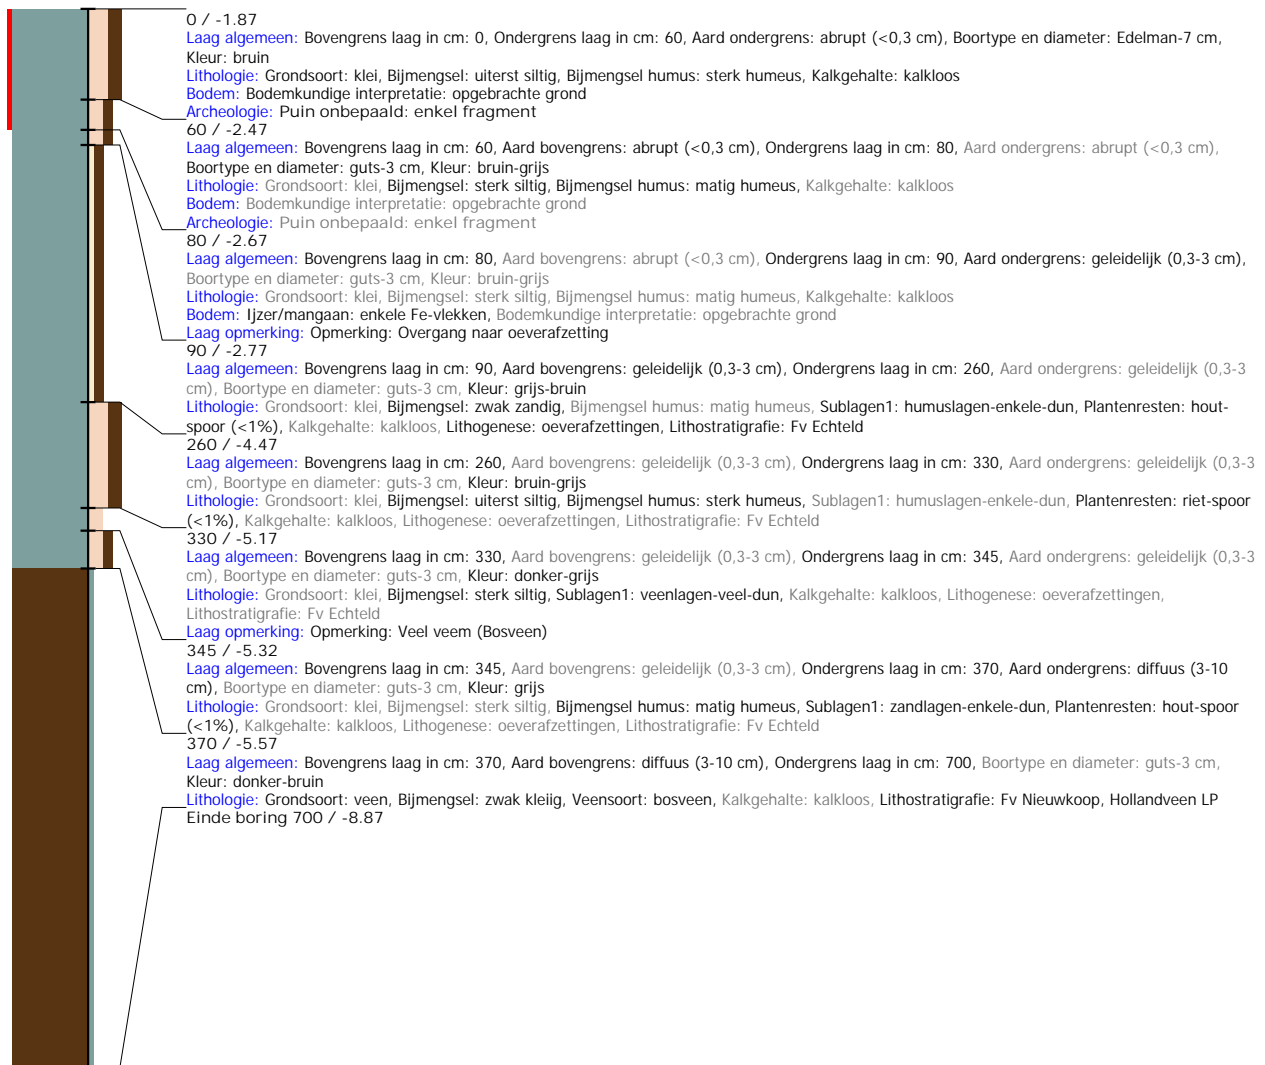 0 / -1.87
Laag algemeen: Bovengrens laag in cm: 0, Ondergrens laag in cm: 60, Aard ondergrens: abrupt (<0,3 cm), Boortype en diameter: Edelman-7 cm,
Kleur: bruin
Lithologie: Grondsoort: klei, Bijmengsel: uiterst siltig, Bijmengsel humus: sterk humeus, Kalkgehalte: kalkloos
Bodem: Bodemkundige interpretatie: opgebrachte grond
Archeologie: Puin onbepaald: enkel fragment
60 / -2.47
Laag algemeen: Bovengrens laag in cm: 60, Aard bovengrens: abrupt (<0,3 cm), Ondergrens laag in cm: 80, Aard ondergrens: abrupt (<0,3 cm),
Boortype en diameter: guts-3 cm, Kleur: bruin-grijs
Lithologie: Grondsoort: klei, Bijmengsel: sterk siltig, Bijmengsel humus: matig humeus, Kalkgehalte: kalkloos
Bodem: Bodemkundige interpretatie: opgebrachte grond
Archeologie: Puin onbepaald: enkel fragment
80 / -2.67
Laag algemeen: Bovengrens laag in cm: 80, Aard bovengrens: abrupt (<0,3 cm), Ondergrens laag in cm: 90, Aard ondergrens: geleidelijk (0,3-3 cm),
Boortype en diameter: guts-3 cm, Kleur: bruin-grijs
Lithologie: Grondsoort: klei, Bijmengsel: sterk siltig, Bijmengsel humus: matig humeus, Kalkgehalte: kalkloos
Bodem: Ijzer/mangaan: enkele Fe-vlekken, Bodemkundige interpretatie: opgebrachte grond
Laag opmerking: Opmerking: Overgang naar oeverafzetting
90 / -2.77
Laag algemeen: Bovengrens laag in cm: 90, Aard bovengrens: geleidelijk (0,3-3 cm), Ondergrens laag in cm: 260, Aard ondergrens: geleidelijk (0,3-3
cm), Boortype en diameter: guts-3 cm, Kleur: grijs-bruin
Lithologie: Grondsoort: klei, Bijmengsel: zwak zandig, Bijmengsel humus: matig humeus, Sublagen1: humuslagen-enkele-dun, Plantenresten: hout-
spoor (<1%), Kalkgehalte: kalkloos, Lithogenese: oeverafzettingen, Lithostratigrafie: Fv Echteld
260 / -4.47
Laag algemeen: Bovengrens laag in cm: 260, Aard bovengrens: geleidelijk (0,3-3 cm), Ondergrens laag in cm: 330, Aard ondergrens: geleidelijk (0,3-3
cm), Boortype en diameter: guts-3 cm, Kleur: bruin-grijs
Lithologie: Grondsoort: klei, Bijmengsel: uiterst siltig, Bijmengsel humus: sterk humeus, Sublagen1: humuslagen-enkele-dun, Plantenresten: riet-spoor
(<1%), Kalkgehalte: kalkloos, Lithogenese: oeverafzettingen, Lithostratigrafie: Fv Echteld
330 / -5.17
Laag algemeen: Bovengrens laag in cm: 330, Aard bovengrens: geleidelijk (0,3-3 cm), Ondergrens laag in cm: 345, Aard ondergrens: geleidelijk (0,3-3
cm), Boortype en diameter: guts-3 cm, Kleur: donker-grijs
Lithologie: Grondsoort: klei, Bijmengsel: sterk siltig, Sublagen1: veenlagen-veel-dun, Kalkgehalte: kalkloos, Lithogenese: oeverafzettingen,
Lithostratigrafie: Fv Echteld
Laag opmerking: Opmerking: Veel veem (Bosveen)
345 / -5.32
Laag algemeen: Bovengrens laag in cm: 345, Aard bovengrens: geleidelijk (0,3-3 cm), Ondergrens laag in cm: 370, Aard ondergrens: diffuus (3-10
cm), Boortype en diameter: guts-3 cm, Kleur: grijs
Lithologie: Grondsoort: klei, Bijmengsel: sterk siltig, Bijmengsel humus: matig humeus, Sublagen1: zandlagen-enkele-dun, Plantenresten: hout-spoor
(<1%), Kalkgehalte: kalkloos, Lithogenese: oeverafzettingen, Lithostratigrafie: Fv Echteld
370 / -5.57
Laag algemeen: Bovengrens laag in cm: 370, Aard bovengrens: diffuus (3-10 cm), Ondergrens laag in cm: 700, Boortype en diameter: guts-3 cm,
Kleur: donker-bruin
Lithologie: Grondsoort: veen, Bijmengsel: zwak kleiig, Veensoort: bosveen, Kalkgehalte: kalkloos, Lithostratigrafie: Fv Nieuwkoop, Hollandveen LP
Einde boring 700 / -8.87